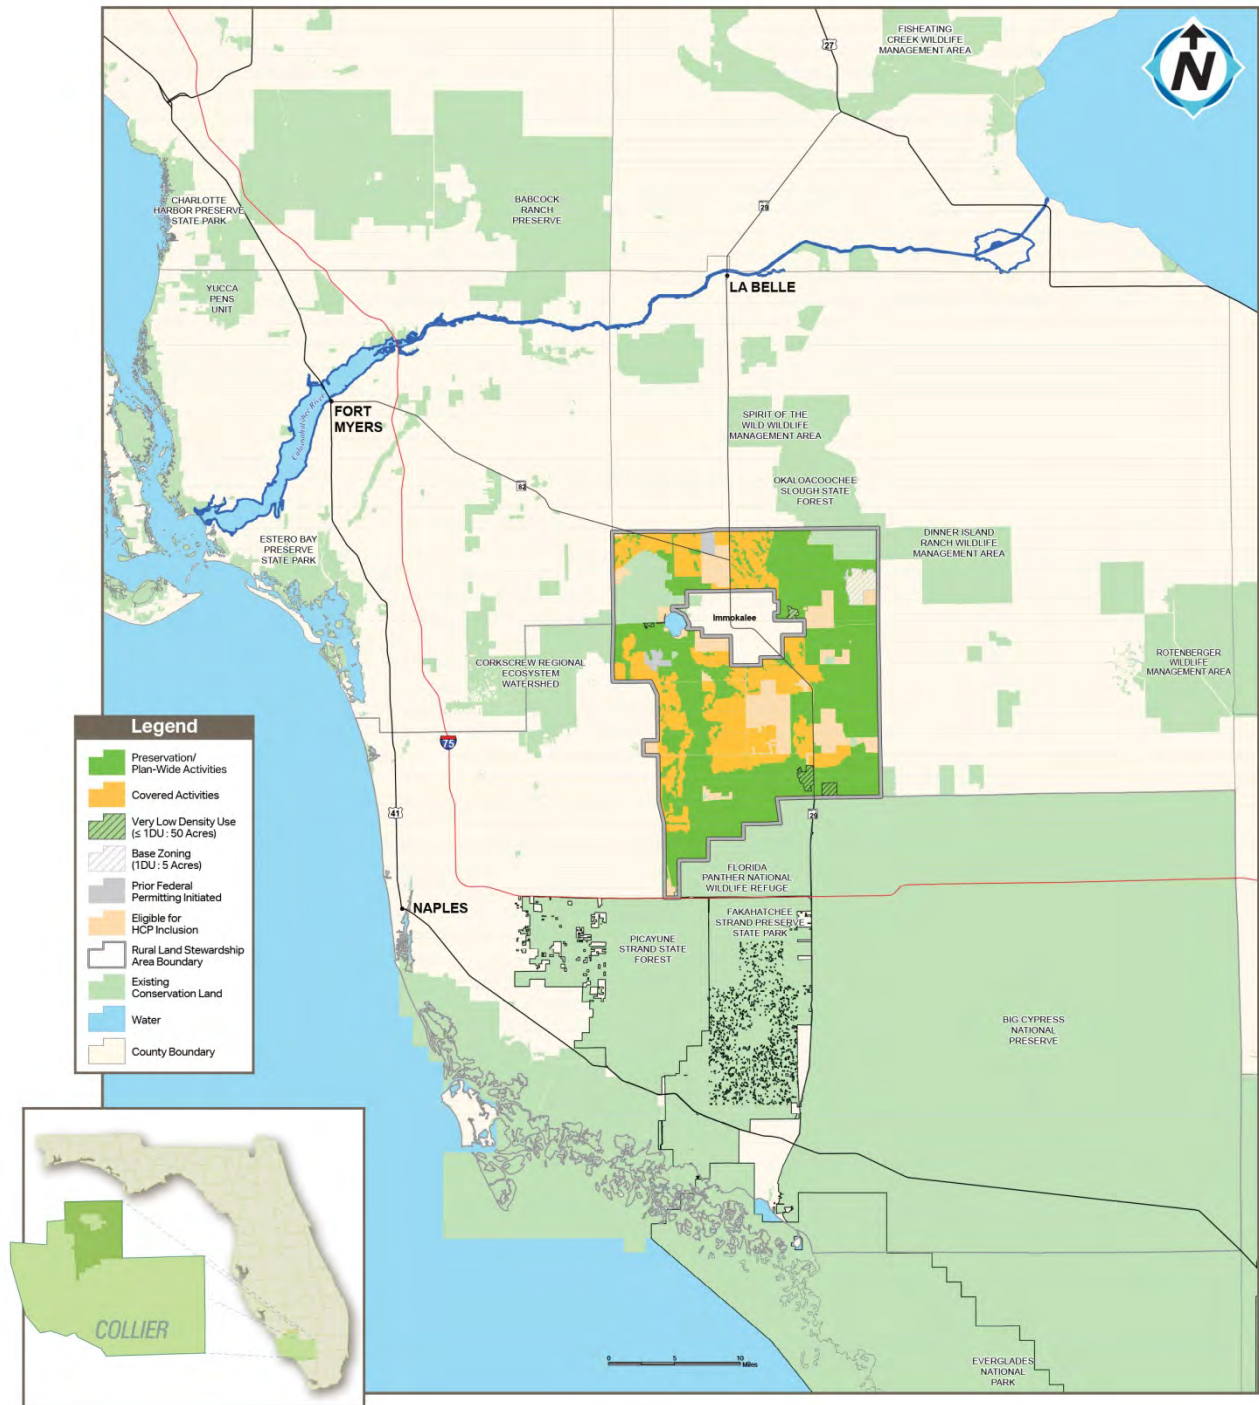 FISHEATING
CREEK WILDLIFE
MANAGEMENT AREA
N
27
CHARLOTTE
HARBOR PRESERVE
STATE PARK
BABCOCK
RANCH
PRESERVE
29
YUCCA
PENS
UNIT
LA BELLE
Caloosahatchee River
FORT
MYERS
SPIRIT OF THE
WILD WILDLIFE
MANAGEMENT AREA
82
OKALOACOOCHEE
SLOUGH STATE
FOREST
ESTERO BAY
PRESERVE
STATE PARK
DINNER ISLAND
RANCH WILDLIFE
MANAGEMENT AREA
Immokalee
CORKSCREW REGIONAL
ECOSYSTEM
WATERSHED
ROTENBERGER
WILDLIFE
MANAGEMENT AREA
75
41
29
FLORIDA
PANTHER NATIONAL
WILDLIFE REFUGE
NAPLES
FAKAHATCHEE
STRAND PRESERVE
STATE PARK
PICAYUNE
STRAND STATE
FOREST
BIG CYPRESS
NATIONAL
PRESERVE
EVERGLADES
NATIONAL
PARK
0 5 10
Miles
Legend
Preservation/
Plan-Wide Activities
Covered Activities
Very Low Density Use
(≤ 1DU : 50 Acres)
Base Zoning
(1DU : 5 Acres)
Prior Federal
Permitting Initiated
Eligible for
HCP Inclusion
Rural Land Stewardship
Area Boundary
Existing
Conservation Land
Water
County Boundary
COLLIER